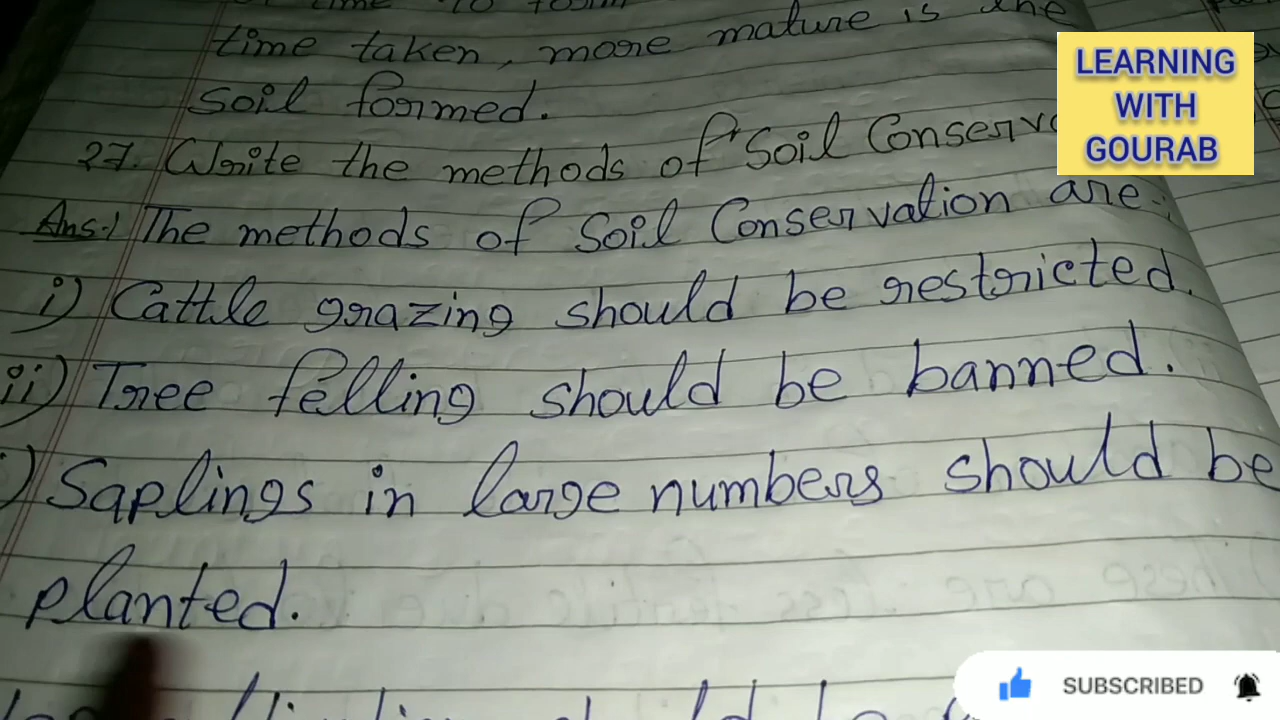 time taken, more mature is the
soil formed.
27. Write the methods of Soil
Ans:) The methods of Soil Conservation are:
i) Cattle grazing should be restricted.
ii) Tree felling should be banned.
) Saplings in large numbers should be
planted.
LEARNING
WITH
GOURAB
SUBSCRIBED